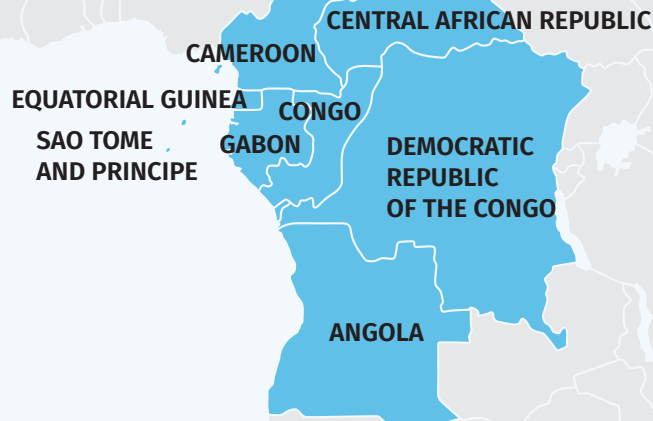 CENTRAL AFRICAN REPUBLIC
CAMEROON
EQUATORIAL GUINEA
CONGO
SAO TOME
AND PRINCIPE
GABON
DEMOCRATIC
REPUBLIC
OF THE CONGO
ANGOLA